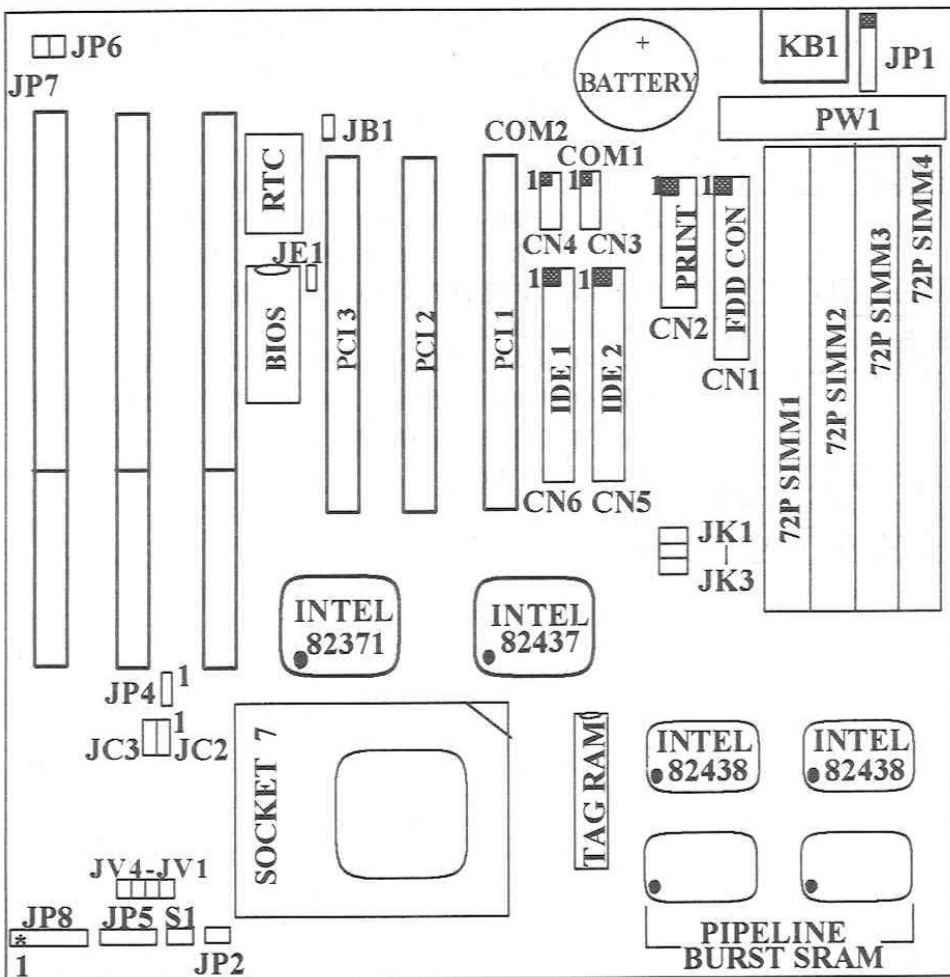 JP6
JP7
+
BATTERY
KB1
JP1
PW1
JB1
COM2
COM1
RTC
JE1
BIOS
PCI 3
PCI 2
PCI 1
1
1
CN4
CN3
1
1
IDE 1
IDE 2
CN6
CN5
1
PRINT
CN2
1
FDD CON
CN1
72P SIMM1
72P SIMM2
72P SIMM3
72P SIMM4
JK1
JK3
INTEL
82371
INTEL
82437
JP4
1
JC3
1
JC2
SOCKET 7
TAG RAM
INTEL
82438
INTEL
82438
JV4-JV1
JP8
JP5
S1
*
1
JP2
PIPELINE
BURST SRAM